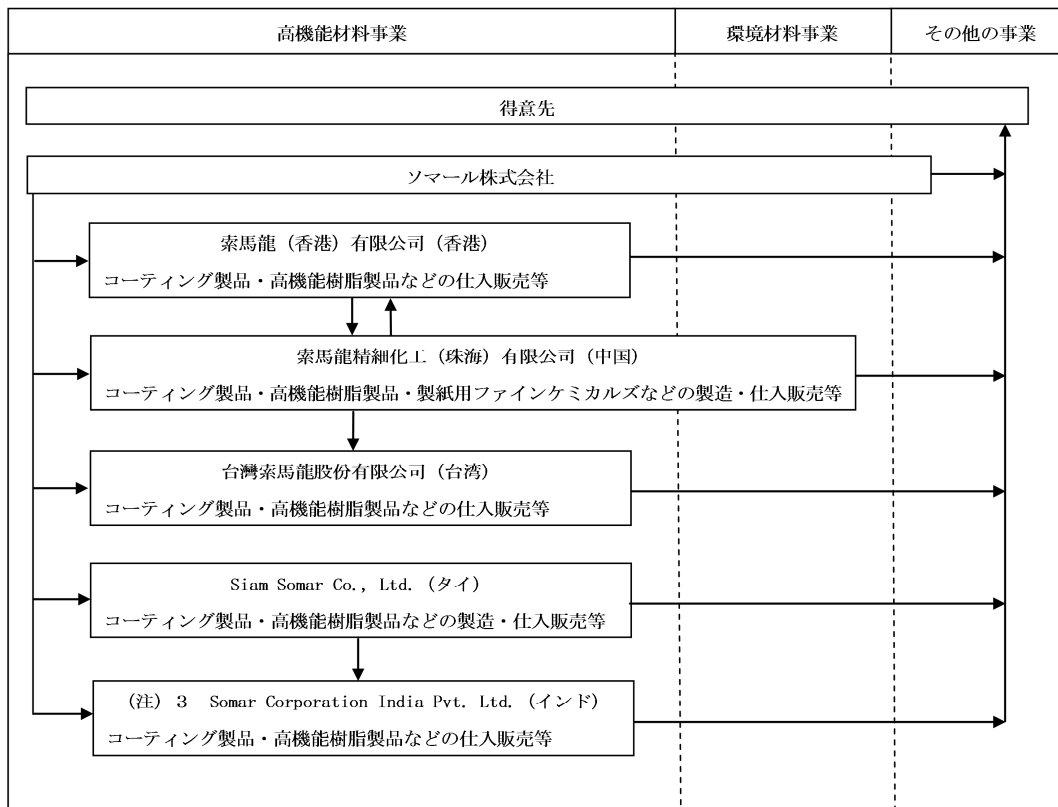 高機能材料事業
環境材料事業
その他の事業
得意先
ソマール株式会社
索馬龍（香港）有限公司（香港）
コーティング製品・高機能樹脂製品などの仕入販売等
索馬龍精細化工（珠海）有限公司（中国）
コーティング製品・高機能樹脂製品・製紙用ファインケミカルズなどの製造・仕入販売等
台灣索馬龍股份有限公司（台湾）
コーティング製品・高機能樹脂製品などの仕入販売等
Siam Somar Co., Ltd.（タイ）
コーティング製品・高機能樹脂製品などの製造・仕入販売等
（注）３　Somar Corporation India Pvt. Ltd.（インド）
コーティング製品・高機能樹脂製品などの仕入販売等